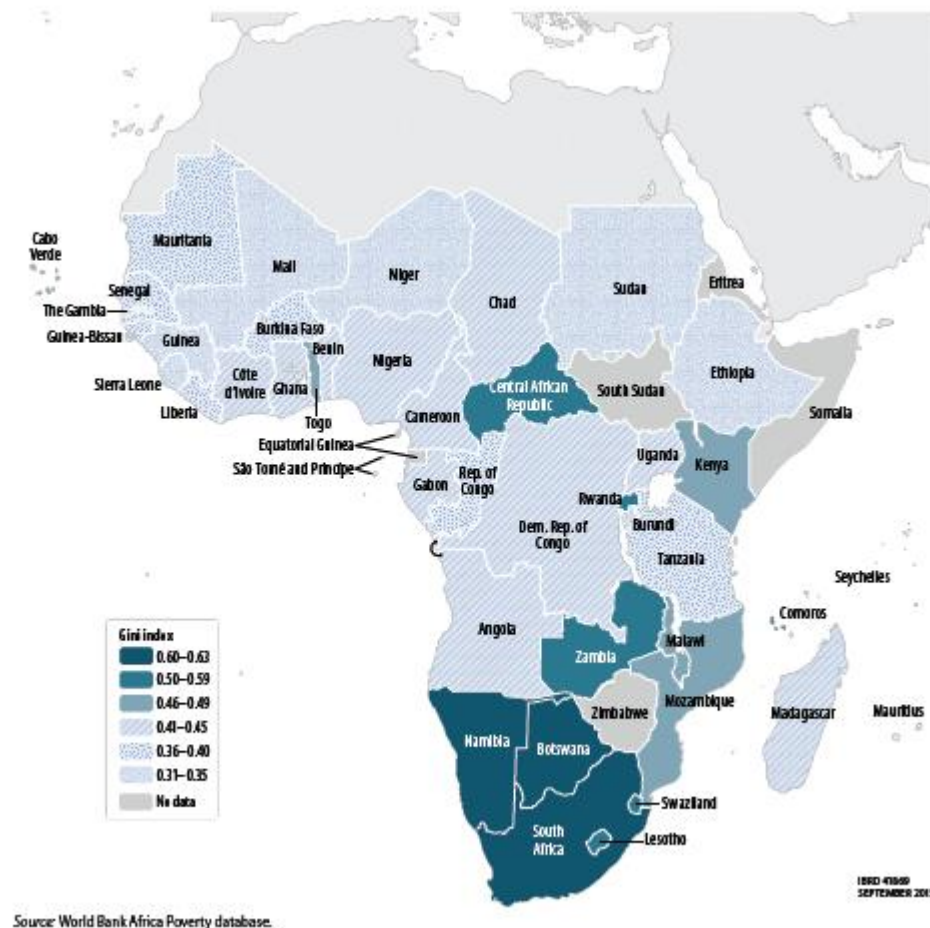 Cabo
Verde
Mauritania
Mali
Niger
Chad
Sudan
Eritrea
Senegal
The Gambia
Guinea-Bissau
Guinea
Burkina Faso
Benin
Nigeria
Sierra Leone
Côte
d'Ivoire
Ghana
Liberia
Togo
Cameroon
Central African
Republic
South Sudan
Ethiopia
Somalia
Equatorial Guinea
São Tomé and Príncipe
Gabon
Rep. of
Congo
Uganda
Kenya
Rwanda
Burundi
Dem. Rep. of
Congo
Tanzania
Seychelles
Comoros
Angola
Malawi
Zambia
Mozambique
Zimbabwe
Madagascar
Mauritius
Namibia
Botswana
Swaziland
South
Africa
Lesotho
Gini index
0.60–0.63
0.50–0.59
0.46–0.49
0.41–0.45
0.36–0.40
0.31–0.35
No data
IBRD
SEPTEMBER
Source: World Bank Africa Poverty database.